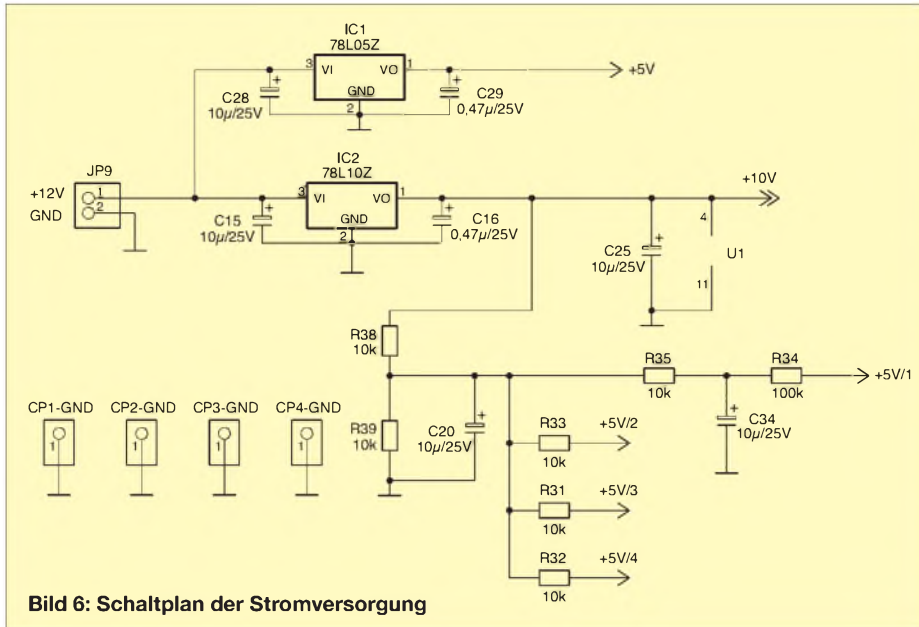 IC1
78L05Z
3
VI
VO
1
+5V
GND
2
C28
10µ/25V
+
C29
0,47µ/25V
+
JP9
+12V
1
GND
2
IC2
78L10Z
3
VI
VO
1
+10V
GND
2
C15
10µ/25V
+
C16
0,47µ/25V
+
C25
10µ/25V
+
4
U1
11
R38
10k
R35
10k
R34
100k
+5V/1
CP1-GND
1
CP2-GND
1
CP3-GND
1
CP4-GND
1
R39
10k
C20
10µ/25V
+
R33
10k
+5V/2
C34
10µ/25V
+
R31
10k
+5V/3
R32
10k
+5V/4
Bild 6: Schaltplan der Stromversorgung